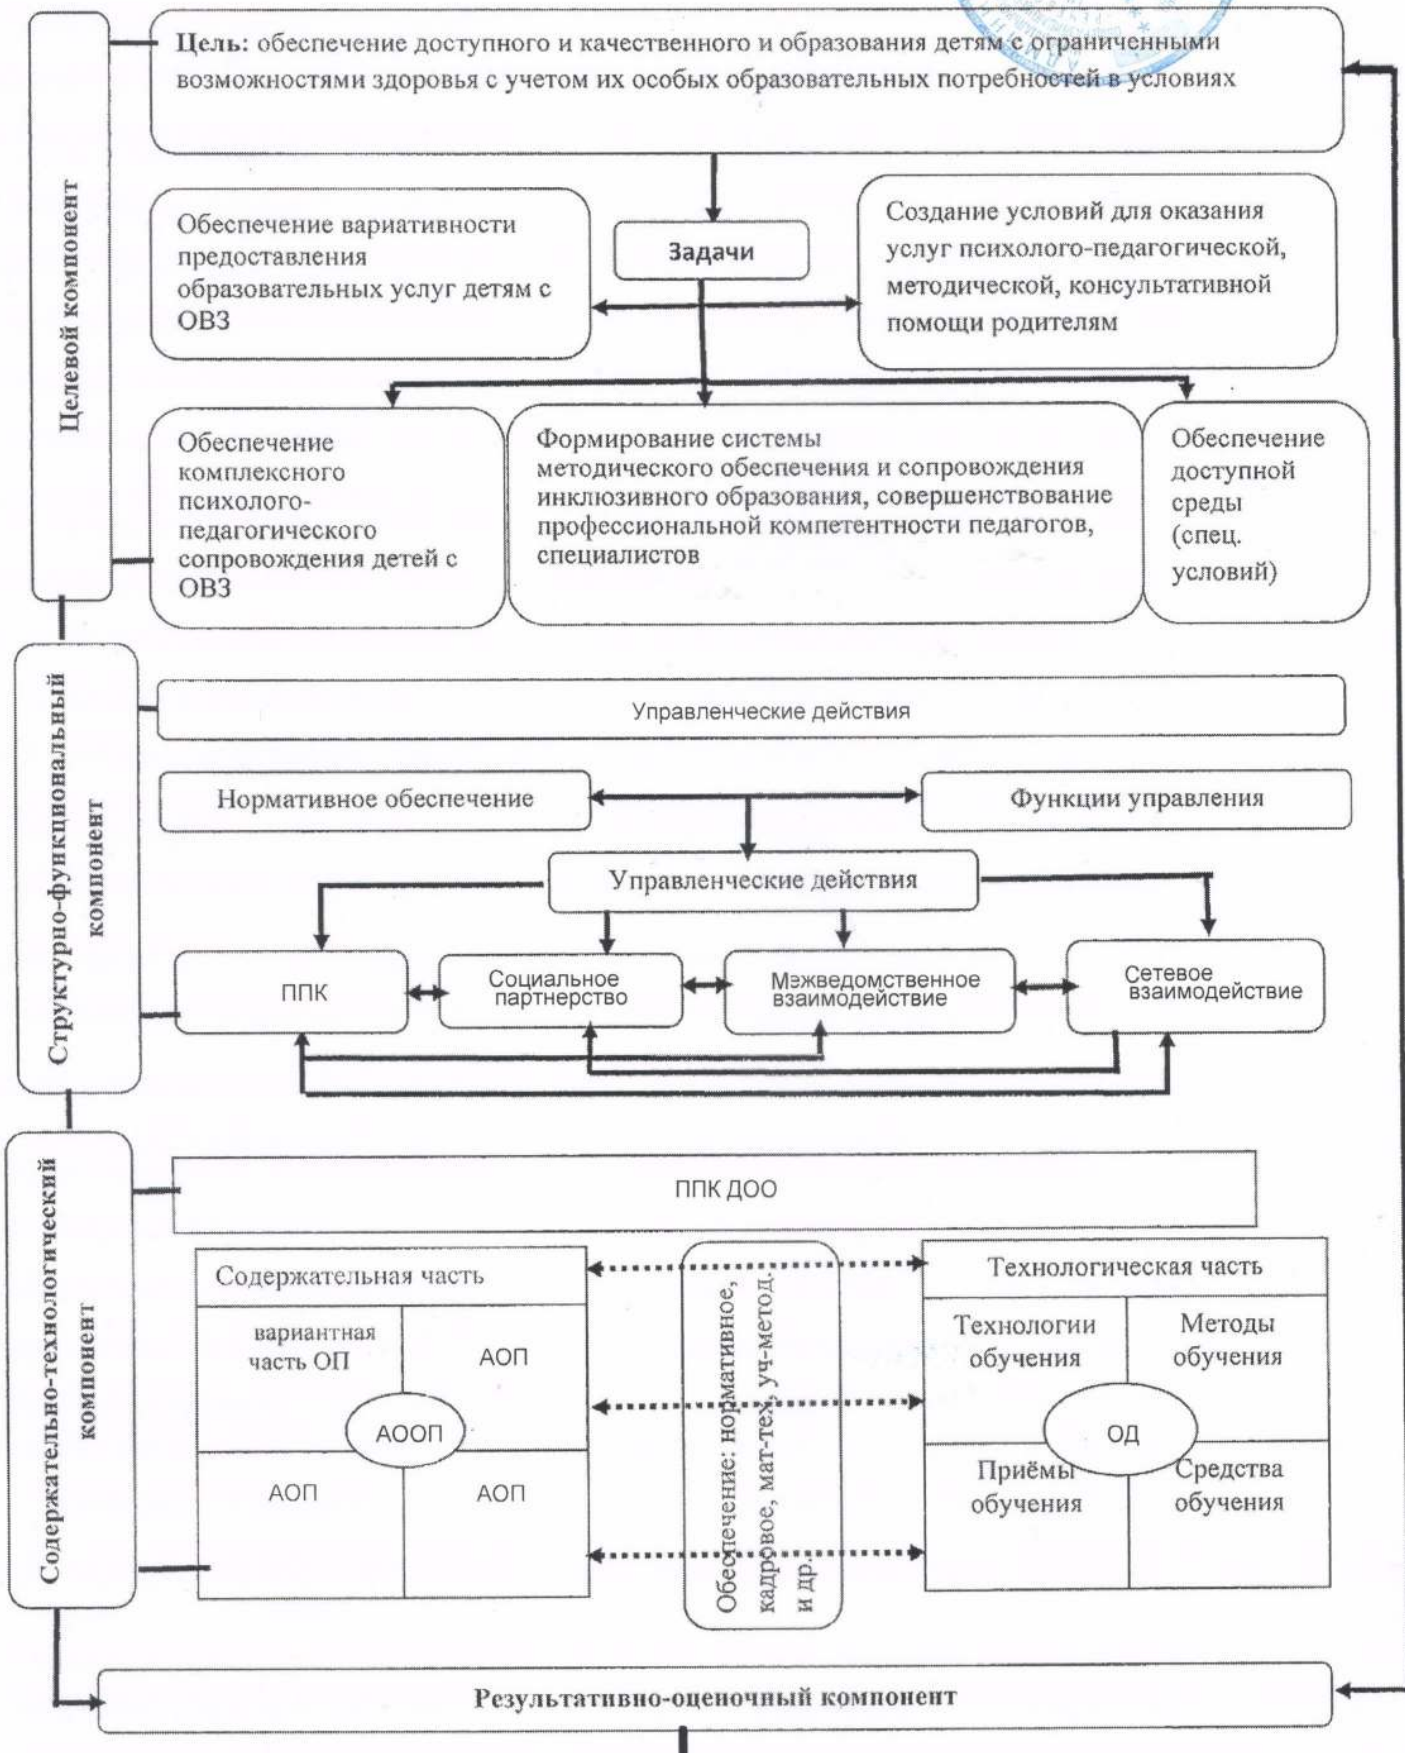 Цель: обеспечение доступного и качественного и образования детям с ограниченными
возможностями здоровья с учетом их особых образовательных потребностей в условиях
Целевой компонент
Обеспечение вариативности
предоставления
образовательных услуг детям с
ОВЗ
Задачи
Создание условий для оказания
услуг психолого-педагогической,
методической, консультативной
помощи родителям
Обеспечение
комплексного
психолого-
педагогического
сопровождения детей с
ОВЗ
Формирование системы
методического обеспечения и сопровождения
инклюзивного образования, совершенствование
профессиональной компетентности педагогов,
специалистов
Обеспечение
доступной
среды
(спец.
условий)
Структурно-функциональный
компонент
Управленческие действия
Нормативное обеспечение
Функции управления
Управленческие действия
ППК
Социальное
партнерство
Межведомственное
взаимодействие
Сетевое
взаимодействие
Содержательно-технологический
компонент
ППК ДОО
Содержательная часть
вариантная
часть ОП
АОП
АООП
АОП
АОП
Обеспечение: нормативное,
кадровое, мат-тех, уч-метод.
и др.
Технологическая часть
Технологии
обучения
Методы
обучения
ОД
Приёмы
обучения
Средства
обучения
Результативно-оценочный компонент